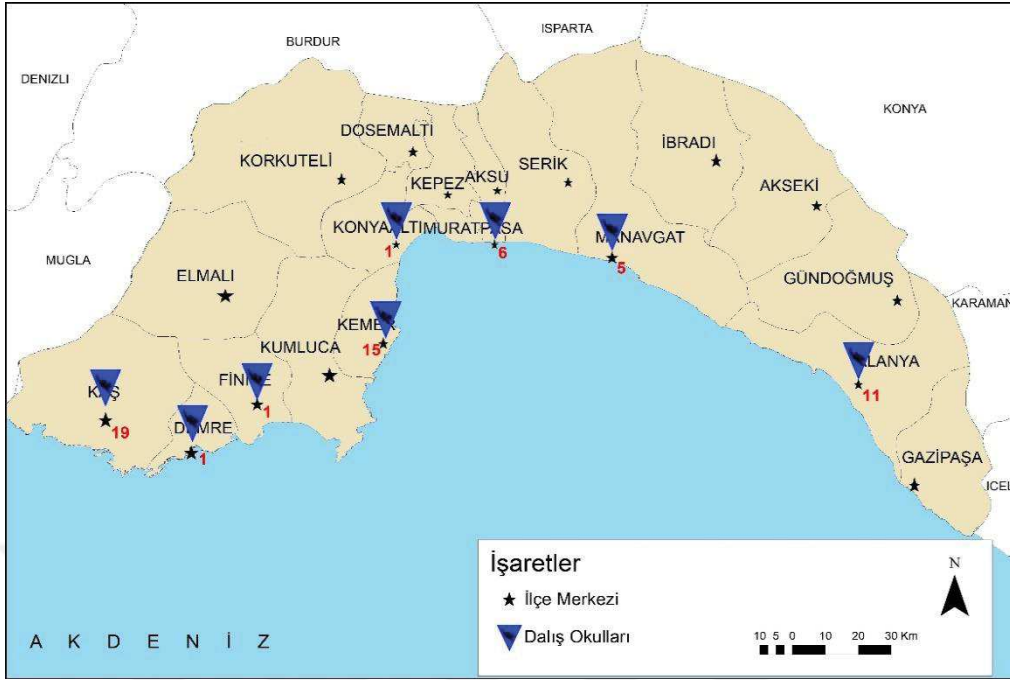 ISPARTA
BURDUR
DENIZLI
KONYA
DOSEMALTI
İBRADI
KORKUTELİ
SERİK
AKSU
KEPEZ
AKSEKİ
KONYAALTI
MURATPASA
MANAVGAT
1
6
5
MUGLA
ELMALI
GÜNDOĞMUŞ
KARAMAN
KEMER
15
KUMLUCA
ALANYA
FİNİKE
KAŞ
11
1
19
DEMRE
1
GAZİPAŞA
ICEL
İşaretler
N
İlçe Merkezi
Dalış Okulları
10 5 0 10 20 30 Km
A K D E N İ Z